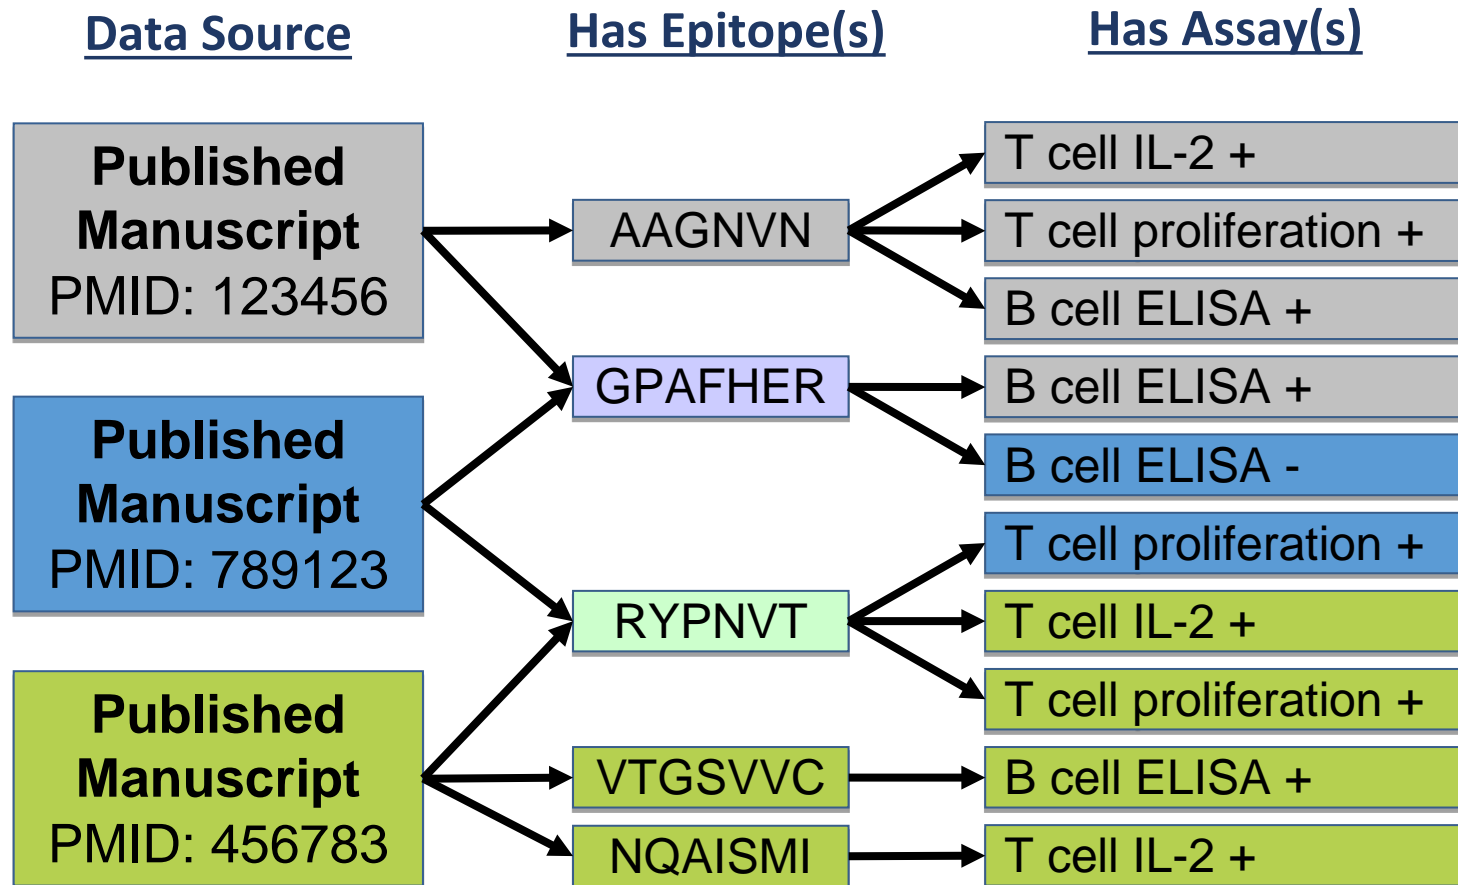 Data Source
Has Epitope(s)
Has Assay(s)
Published
Manuscript
PMID: 123456
AAGNVN
T cell IL-2 +
T cell proliferation +
B cell ELISA +
GPAFHER
B cell ELISA +
Published
Manuscript
PMID: 789123
B cell ELISA -
T cell proliferation +
RYPNVT
T cell IL-2 +
T cell proliferation +
Published
Manuscript
PMID: 456783
VTGSVVC
B cell ELISA +
NQAISMI
T cell IL-2 +